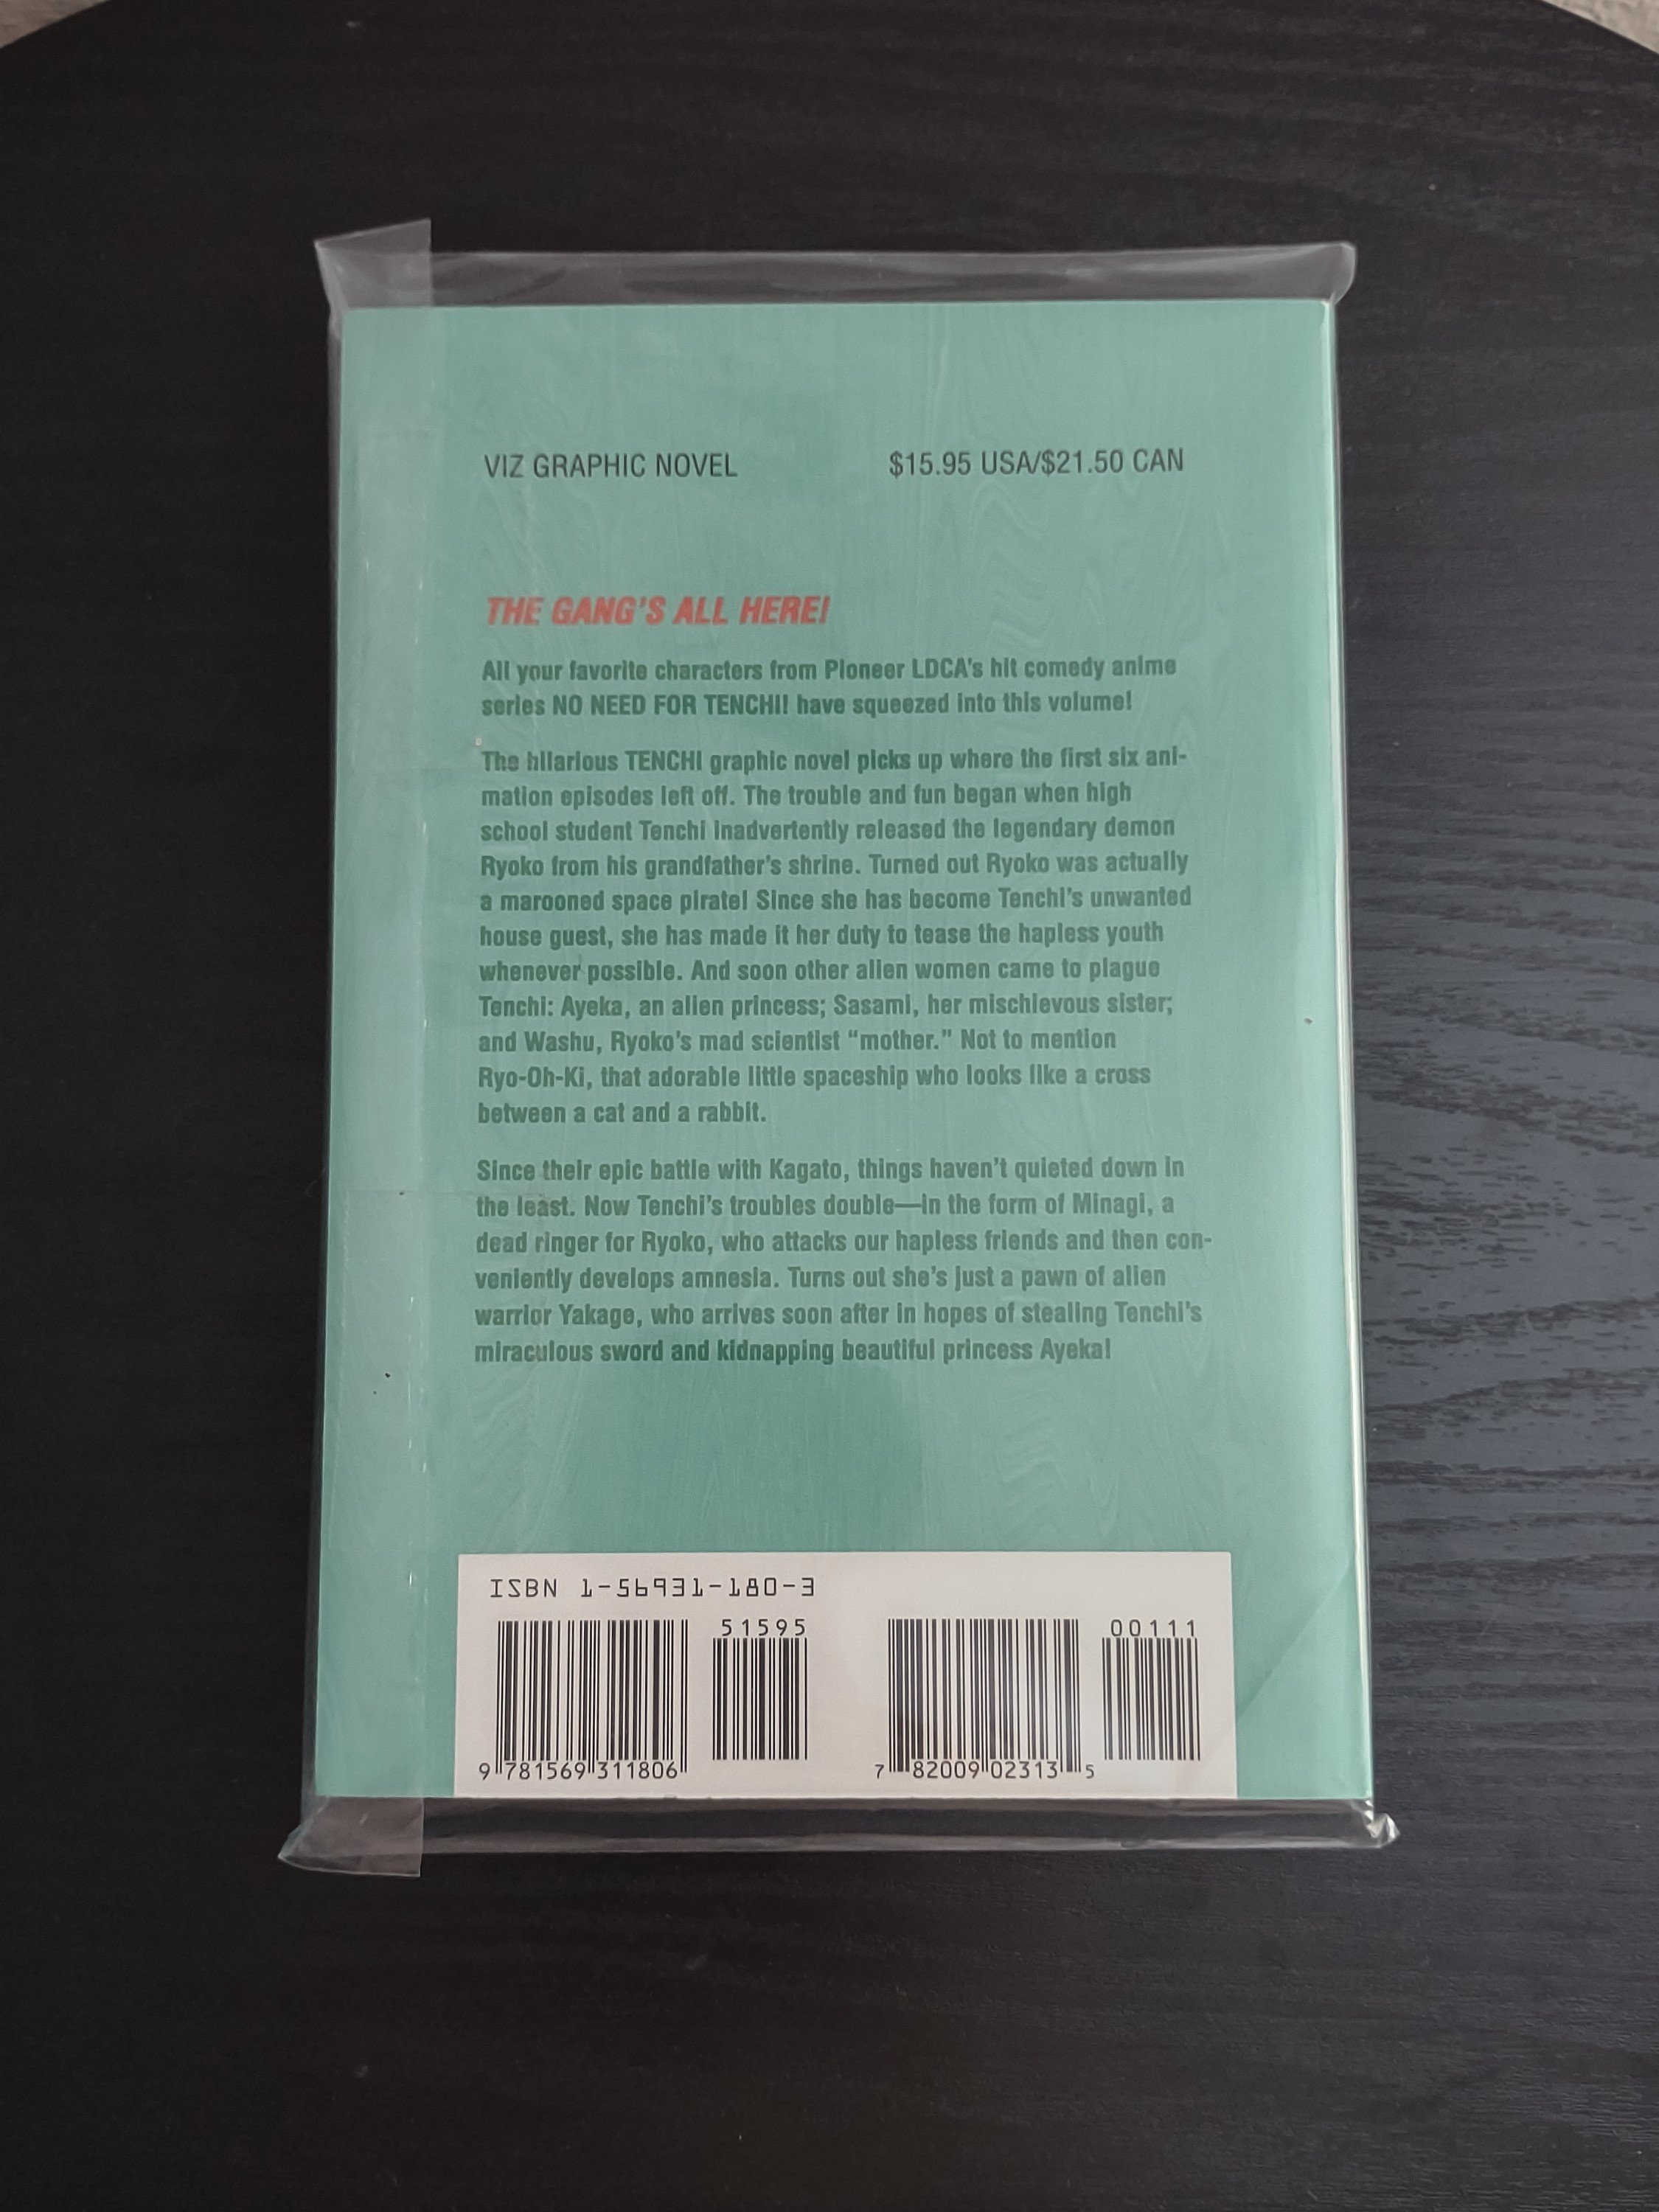 VIZ GRAPHIC NOVEL $15.95 USA/$21.50 CAN
THE GANG'S ALL HERE!
All your favorite characters from Pioneer LDCA's hit comedy anime
series NO NEED FOR TENCHI! have squeezed into this volume!
The hilarious TENCHI graphic novel picks up where the first six ani-
mation episodes left off. The trouble and fun began when high
school student Tenchi inadvertently released the legendary demon
Ryoko from his grandfather's shrine. Turned out Ryoko was actually
a marooned space pirate! Since she has become Tenchi's unwanted
house guest, she has made it her duty to tease the hapless youth
whenever possible. And soon other alien women came to plague
Tenchi: Ayeka, an alien princess; Sasami, her mischievous sister;
and Washu, Ryoko's mad scientist “mother.” Not to mention
Ryo-Oh-Ki, that adorable little spaceship who looks like a cross
between a cat and a rabbit.
Since their epic battle with Kagato, things haven't quieted down in
the least. Now Tenchi's troubles double—in the form of Minagi, a
dead ringer for Ryoko, who attacks our hapless friends and then con-
veniently develops amnesia. Turns out she's just a pawn of alien
warrior Yakage, who arrives soon after in hopes of stealing Tenchi's
miraculous sword and kidnapping beautiful princess Ayeka!
ISBN 1-56931-180-3
51595 00111
9 781569 311806 7 82009 02313 5